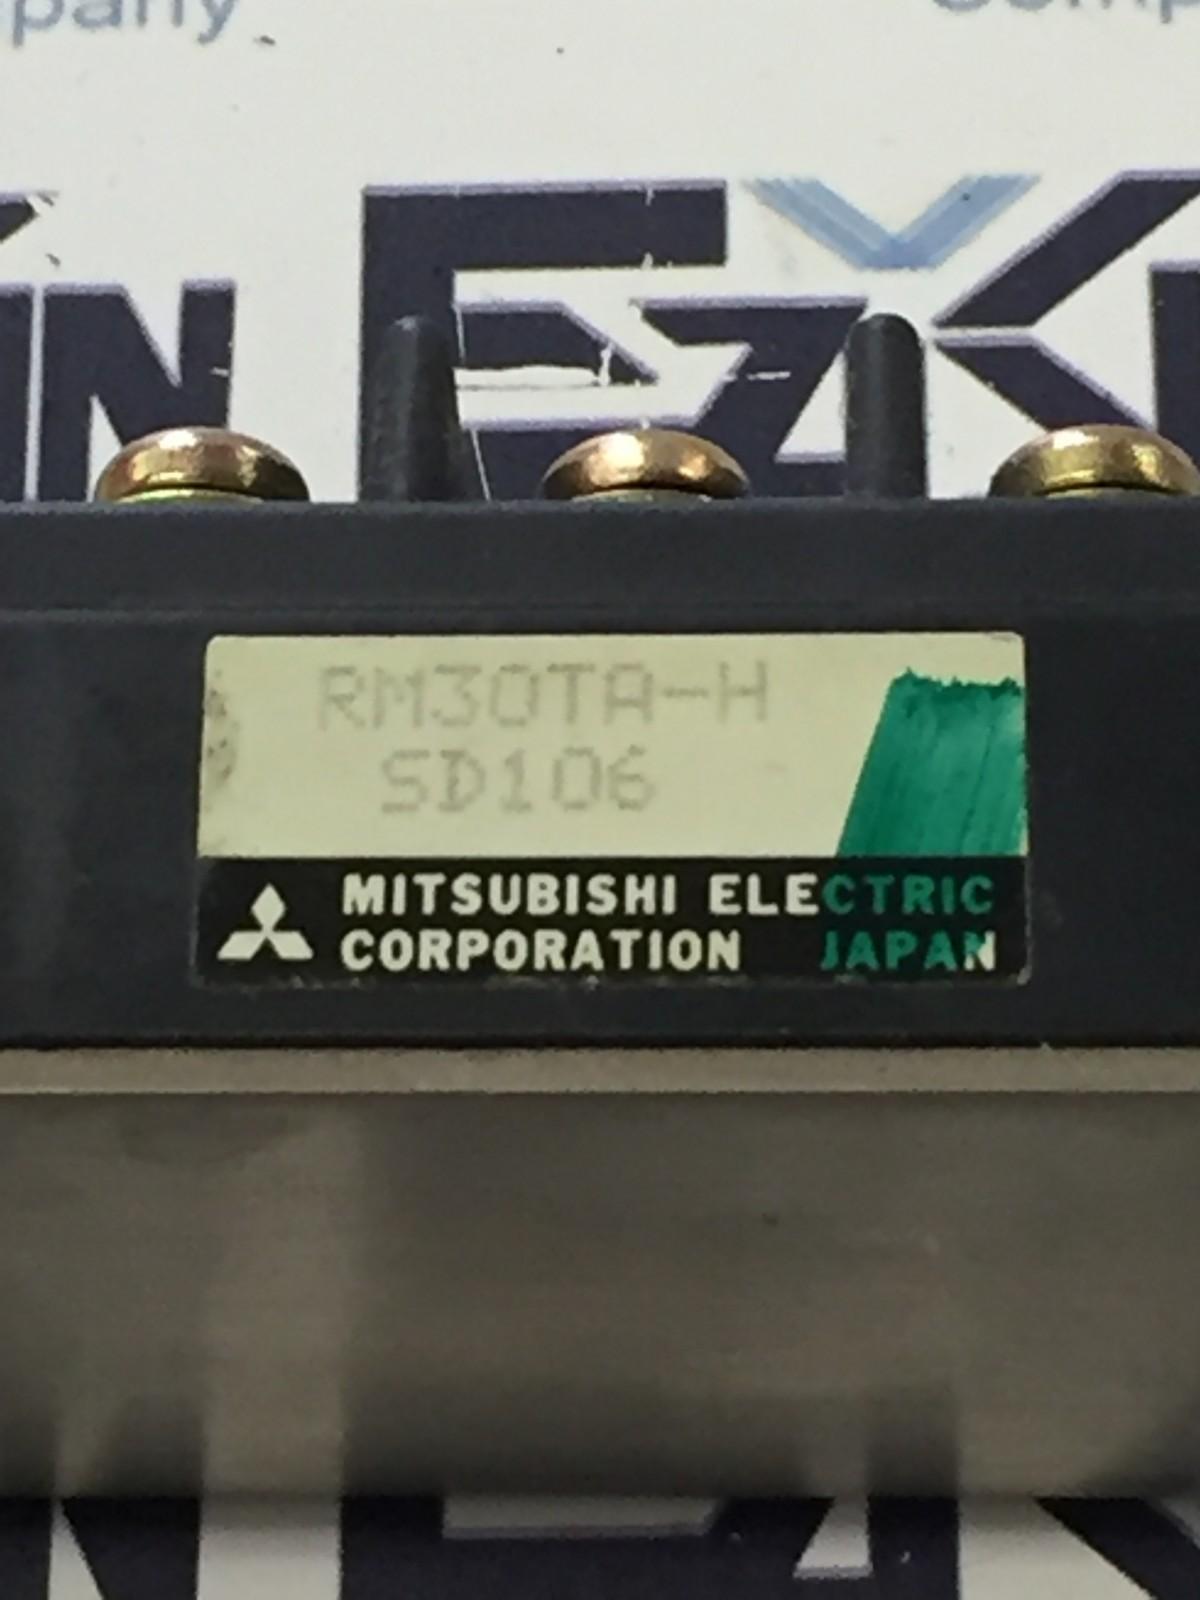 RM30TA-H
SD106
MITSUBISHI ELECTRIC
CORPORATION JAPAN